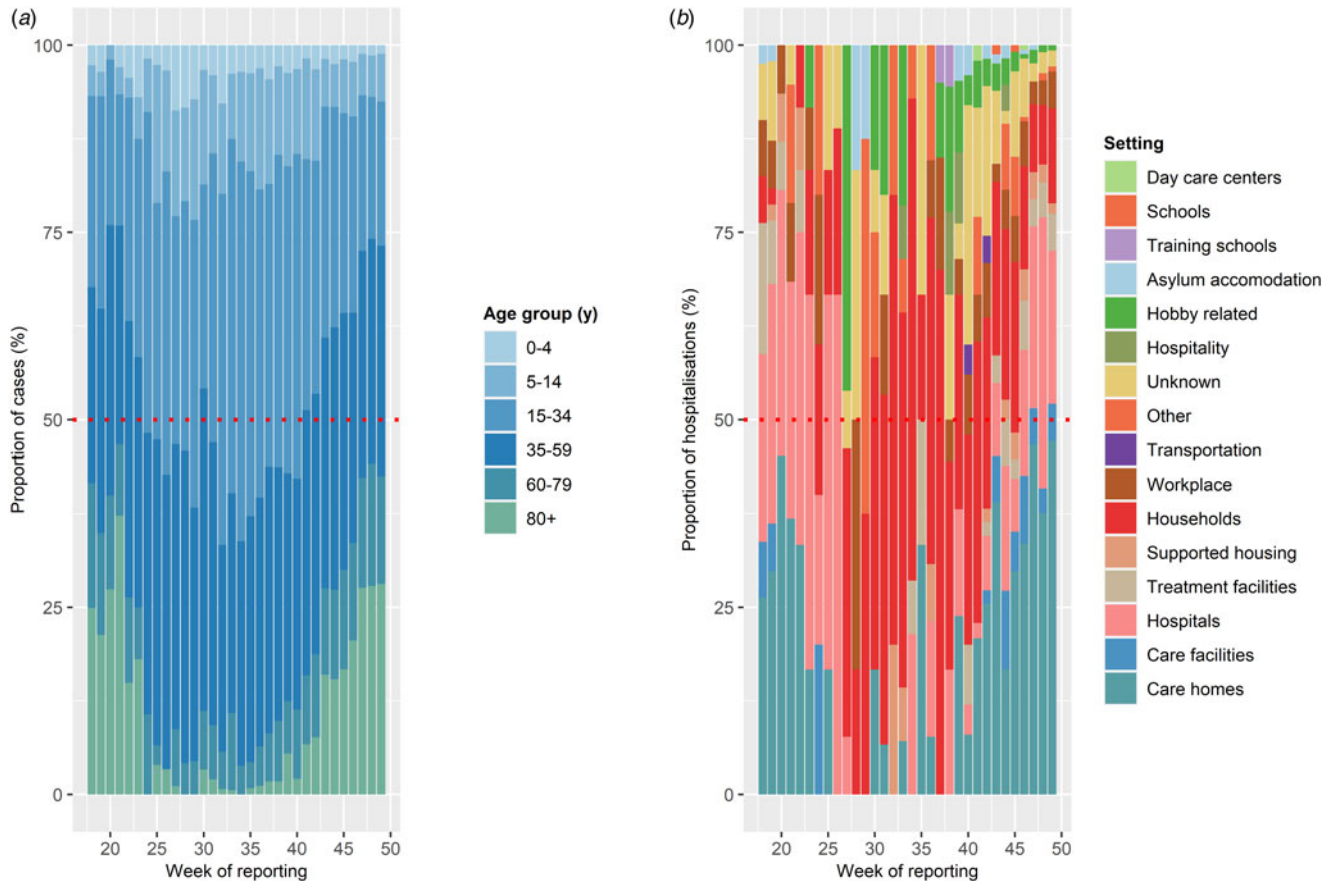 (a)
Proportion of cases (%)
100
75
50
25
0
20 25 30 35 40 45 50
Week of reporting
Age group (y)
0-4
5-14
15-34
35-59
60-79
80+
(b)
Proportion of hospitalisations (%)
100
75
50
25
0
20 25 30 35 40 45 50
Week of reporting
Setting
Day care centers
Schools
Training schools
Asylum accomodation
Hobby related
Hospitality
Unknown
Other
Transportation
Workplace
Households
Supported housing
Treatment facilities
Hospitals
Care facilities
Care homes